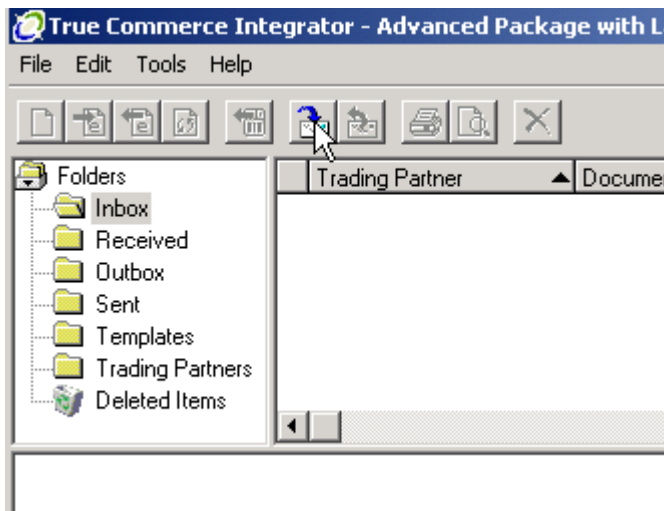 True Commerce Integrator - Advanced Package with L
File Edit Tools Help
Folders
Inbox
Received
Outbox
Sent
Templates
Trading Partners
Deleted Items
Trading Partner Docume